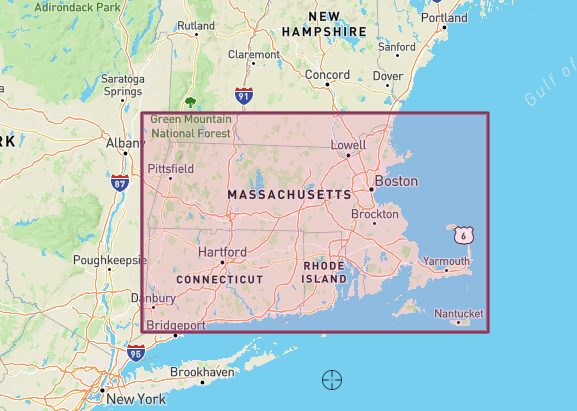 Adirondack Park
NEW
HAMPSHIRE
Portland
Rutland
Claremont
Sanford
Saratoga
Springs
Concord
Dover
Gulf of
91
Green Mountain
National Forest
RK
Albany
Lowell
Pittsfield
87
Boston
MASSACHUSETTS
Brockton
6
Hartford
Poughkeepsie
RHODE
ISLAND
Yarmouth
CONNECTICUT
Danbury
Nantucket
Bridgeport
95
Brookhaven
New York